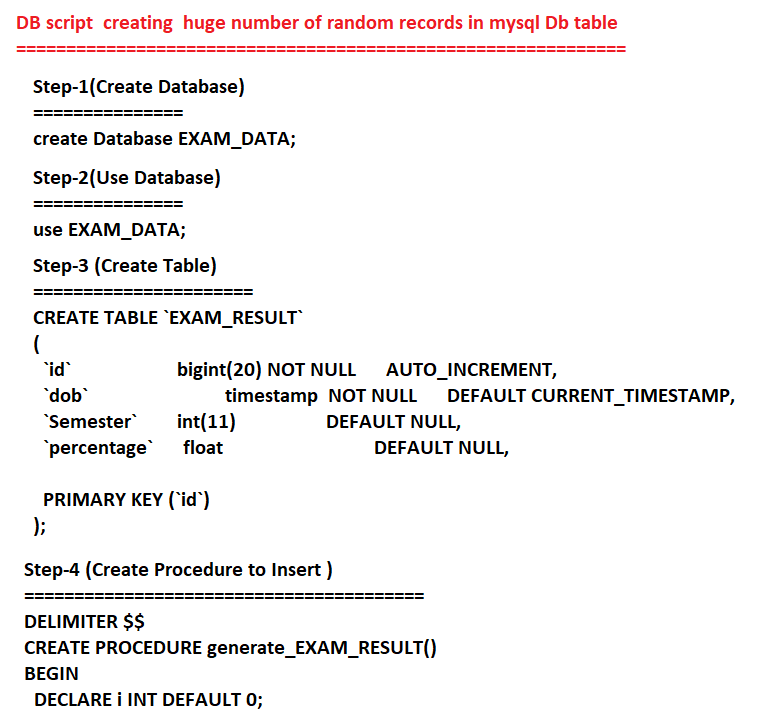 DB script creating huge number of random records in mysql Db table
=============================================================
Step-1(Create Database)
===============
create Database EXAM_DATA;
Step-2(Use Database)
===============
use EXAM_DATA;
Step-3 (Create Table)
======================
CREATE TABLE `EXAM_RESULT`
(
`id` bigint(20) NOT NULL AUTO_INCREMENT,
`dob` timestamp NOT NULL DEFAULT CURRENT_TIMESTAMP,
`Semester` int(11) DEFAULT NULL,
`percentage` float DEFAULT NULL,
PRIMARY KEY (`id`)
);
Step-4 (Create Procedure to Insert )
========================================
DELIMITER $$
CREATE PROCEDURE generate_EXAM_RESULT()
BEGIN
DECLARE i INT DEFAULT 0;